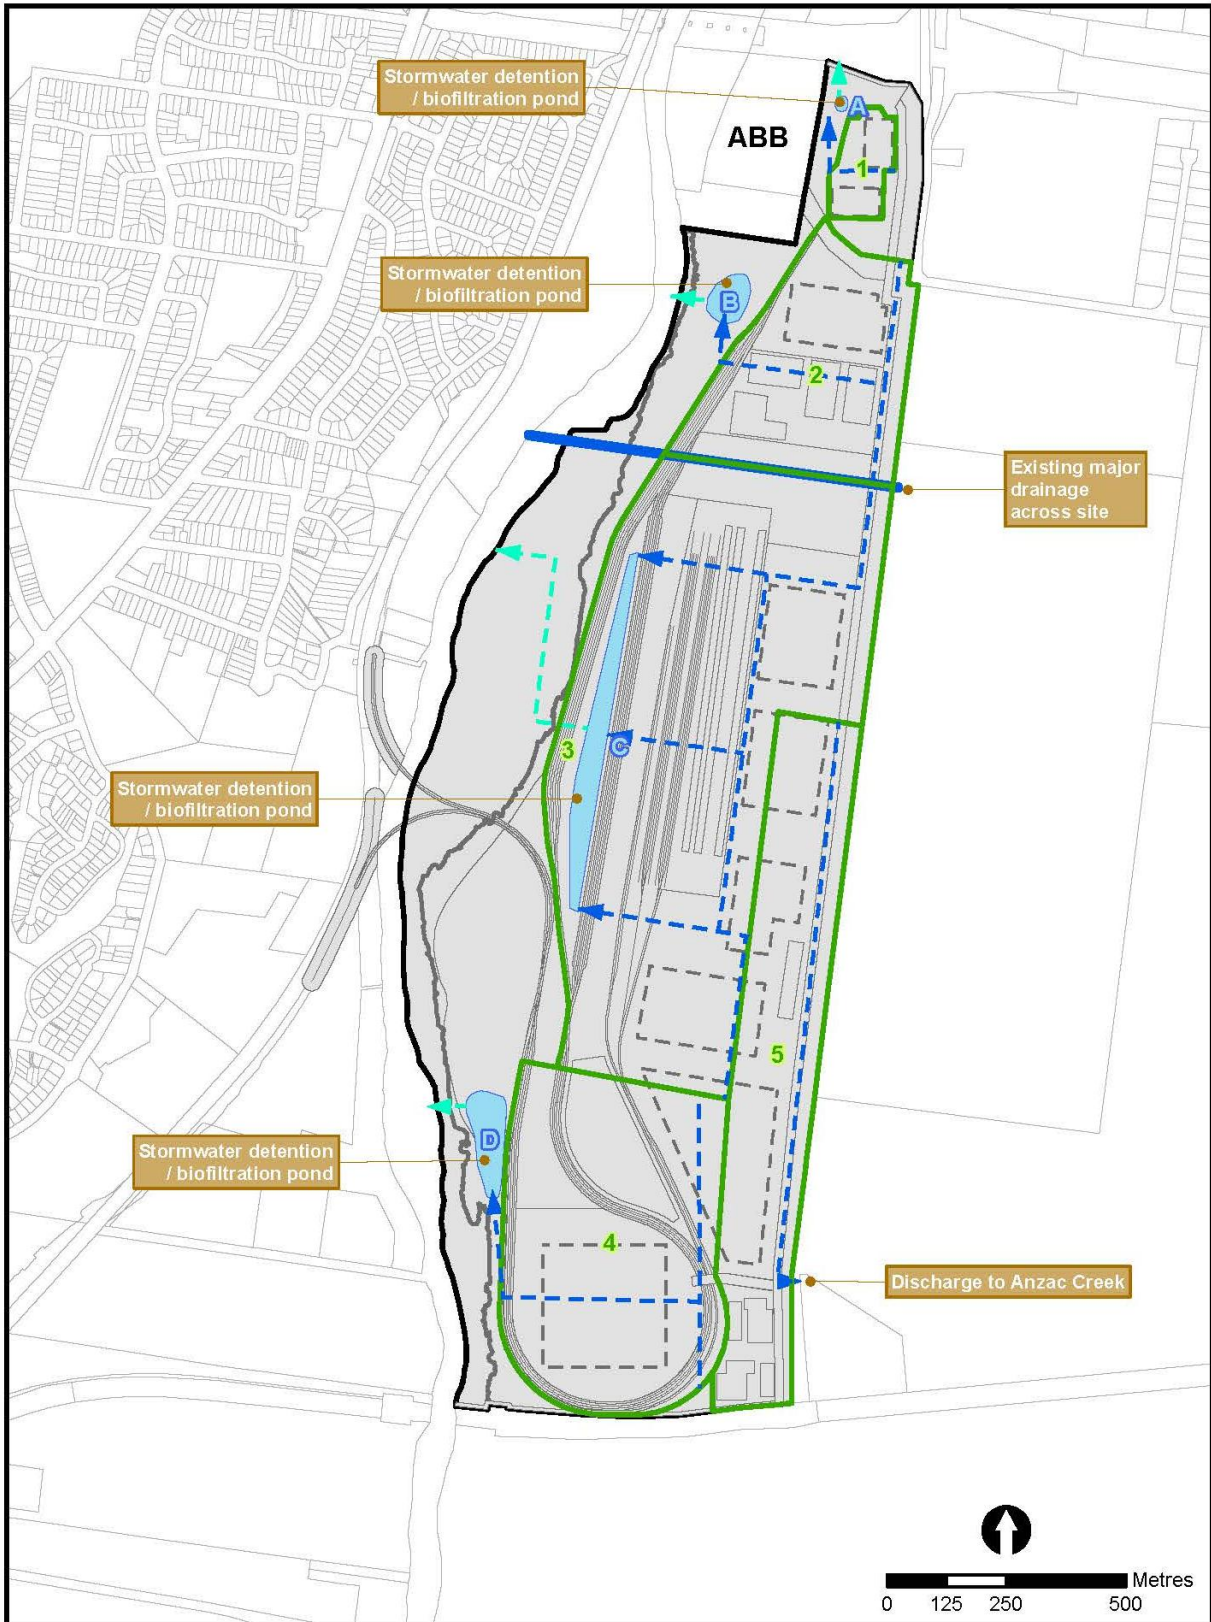 Stormwater detention
/ biofiltration pond
A
ABB
1
Stormwater detention
/ biofiltration pond
B
2
Existing major
drainage
across site
3
C
Stormwater detention
/ biofiltration pond
5
D
Stormwater detention
/ biofiltration pond
4
Discharge to Anzac Creek
Metres
0 125 250 500